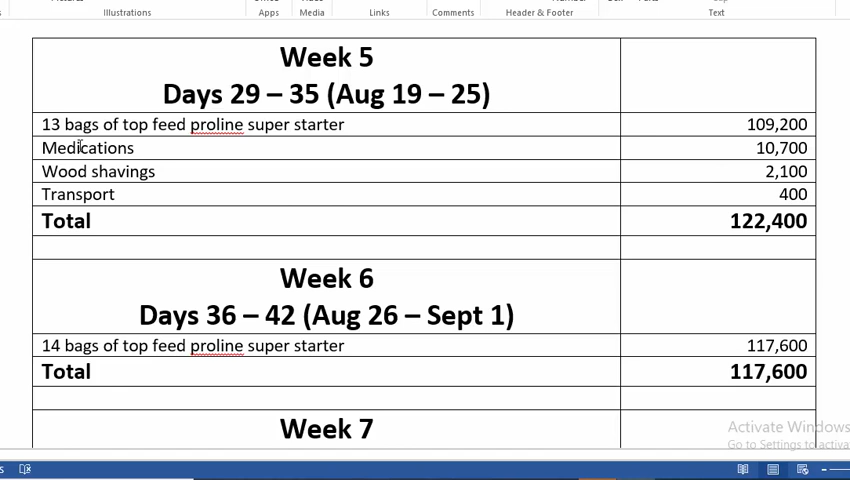 Illustrations
Apps
Media
Links
Comments
Header & Footer
Text
Week 5
Days 29 – 35 (Aug 19 – 25)
13 bags of top feed proline super starter 109,200
Medications 10,700
Wood shavings 2,100
Transport 400
Total 122,400
Week 6
Days 36 – 42 (Aug 26 – Sept 1)
14 bags of top feed proline super starter 117,600
Total 117,600
Week 7
Activate Windows
Go to Settings to activa